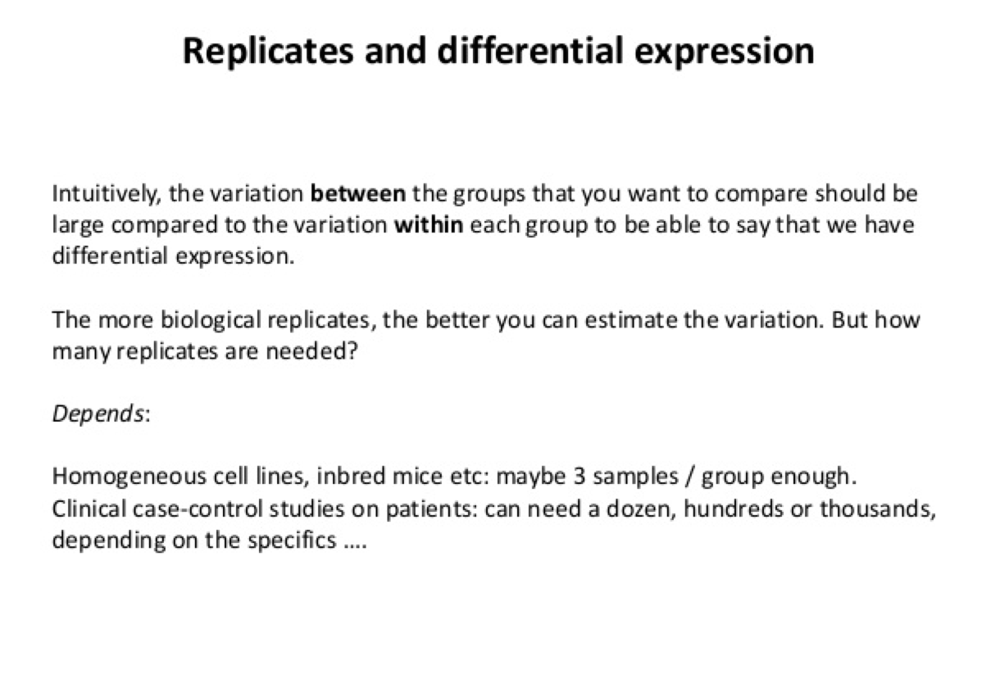 Replicates and differential expression
Intuitively, the variation between the groups that you want to compare should be
large compared to the variation within each group to be able to say that we have
differential expression.
The more biological replicates, the better you can estimate the variation. But how
many replicates are needed?
Depends:
Homogeneous cell lines, inbred mice etc: maybe 3 samples / group enough.
Clinical case-control studies on patients: can need a dozen, hundreds or thousands,
depending on the specifics ....